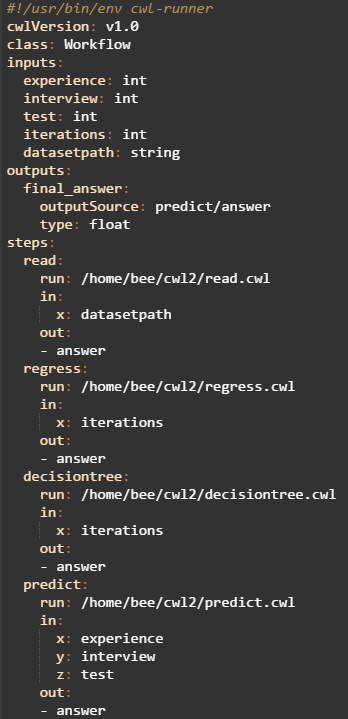 #!/usr/bin/env cwl-runner
cwlVersion: v1.0
class: Workflow
inputs:
  experience: int
  interview: int
  test: int
  iterations: int
  datasetpath: string
outputs:
  final_answer:
    outputSource: predict/answer
    type: float
steps:
  read:
    run: /home/bee/cwl2/read.cwl
    in:
      x: datasetpath
    out:
    - answer
  regress:
    run: /home/bee/cwl2/regress.cwl
    in:
      x: iterations
    out:
    - answer
  decisiontree:
    run: /home/bee/cwl2/decisiontree.cwl
    in:
      x: iterations
    out:
    - answer
  predict:
    run: /home/bee/cwl2/predict.cwl
    in:
      x: experience
      y: interview
      z: test
    out:
    - answer